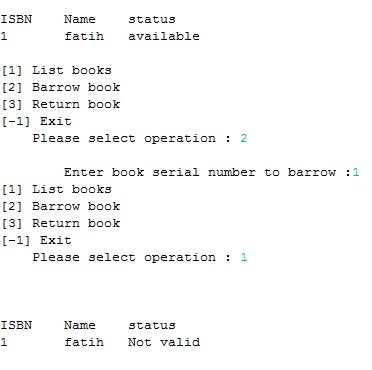 ISBN    Name    status
1       fatih   available
[1] List books
[2] Barrow book
[3] Return book
[-1] Exit
    Please select operation : 2
        Enter book serial number to barrow :1
[1] List books
[2] Barrow book
[3] Return book
[-1] Exit
    Please select operation : 1
ISBN    Name    status
1       fatih   Not valid